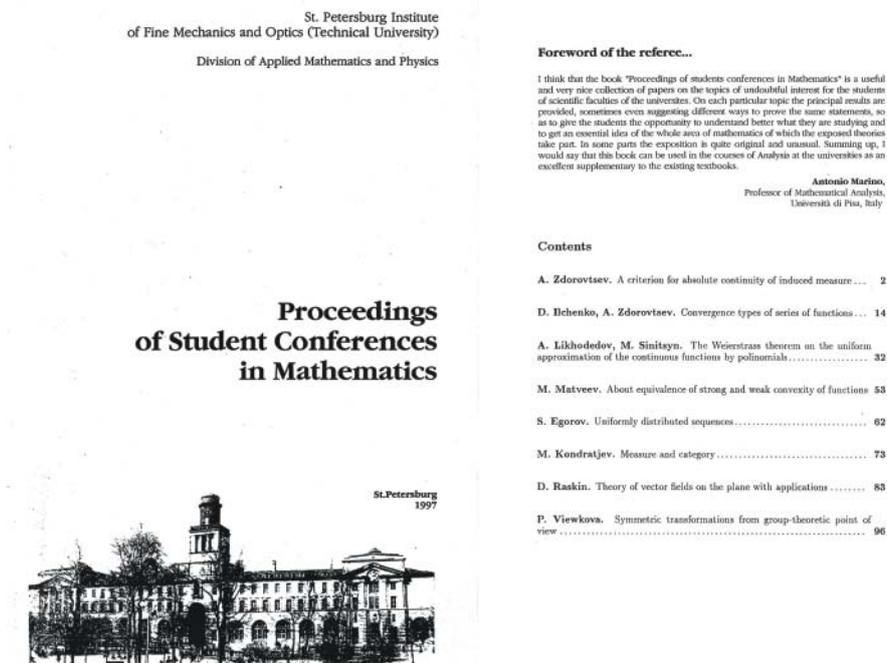 St. Petersburg Institute
of Fine Mechanics and Optics (Technical University)
Division of Applied Mathematics and Physics
Proceedings
of Student Conferences
in Mathematics
St.Petersburg
1997
Foreword of the referee...
I think that the book "Proceedings of students conferences in Mathematics" is a useful
and very nice collection of papers on the topics of undoubtful interest for the students
of scientific faculties of the universites. On each particular topic the principal results are
provided, sometimes even suggesting different ways to prove the same statements, so
as to give the students the opportunity to understand better what they are studying and
to get an essential idea of the whole area of mathematics of which the exposed theories
take part. In some parts the exposition is quite original and unusual. Summing up, I
would say that this book can be used in the courses of Analysis at the universities as an
excellent supplementary to the existing textbooks.
Antonio Marino,
Professor of Mathematical Analysis,
Università di Pisa, Italy
Contents
A. Zdorovtsev. A criterion for absolute continuity of induced measure ... 2
D. Ilchenko, A. Zdorovtsev. Convergence types of series of functions ... 14
A. Likhodedov, M. Sinitsyn. The Weierstrass theorem on the uniform
approximation of the continuous functions by polinomials .................. 32
M. Matveev. About equivalence of strong and weak convexity of functions 53
S. Egorov. Uniformly distributed sequences .............................. 62
M. Kondratjev. Measure and category .................................. 73
D. Raskin. Theory of vector fields on the plane with applications ........ 83
P. Viewkova. Symmetric transformations from group-theoretic point of
view ..................................................................... 96